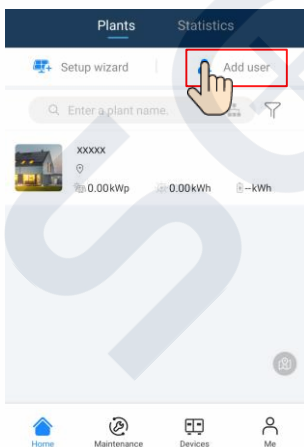 Plants Statistics
Setup wizard Add user
Enter a plant name.
xxxxx
0.00kWp 0.00kWh --kWh
Home Maintenance Devices Me